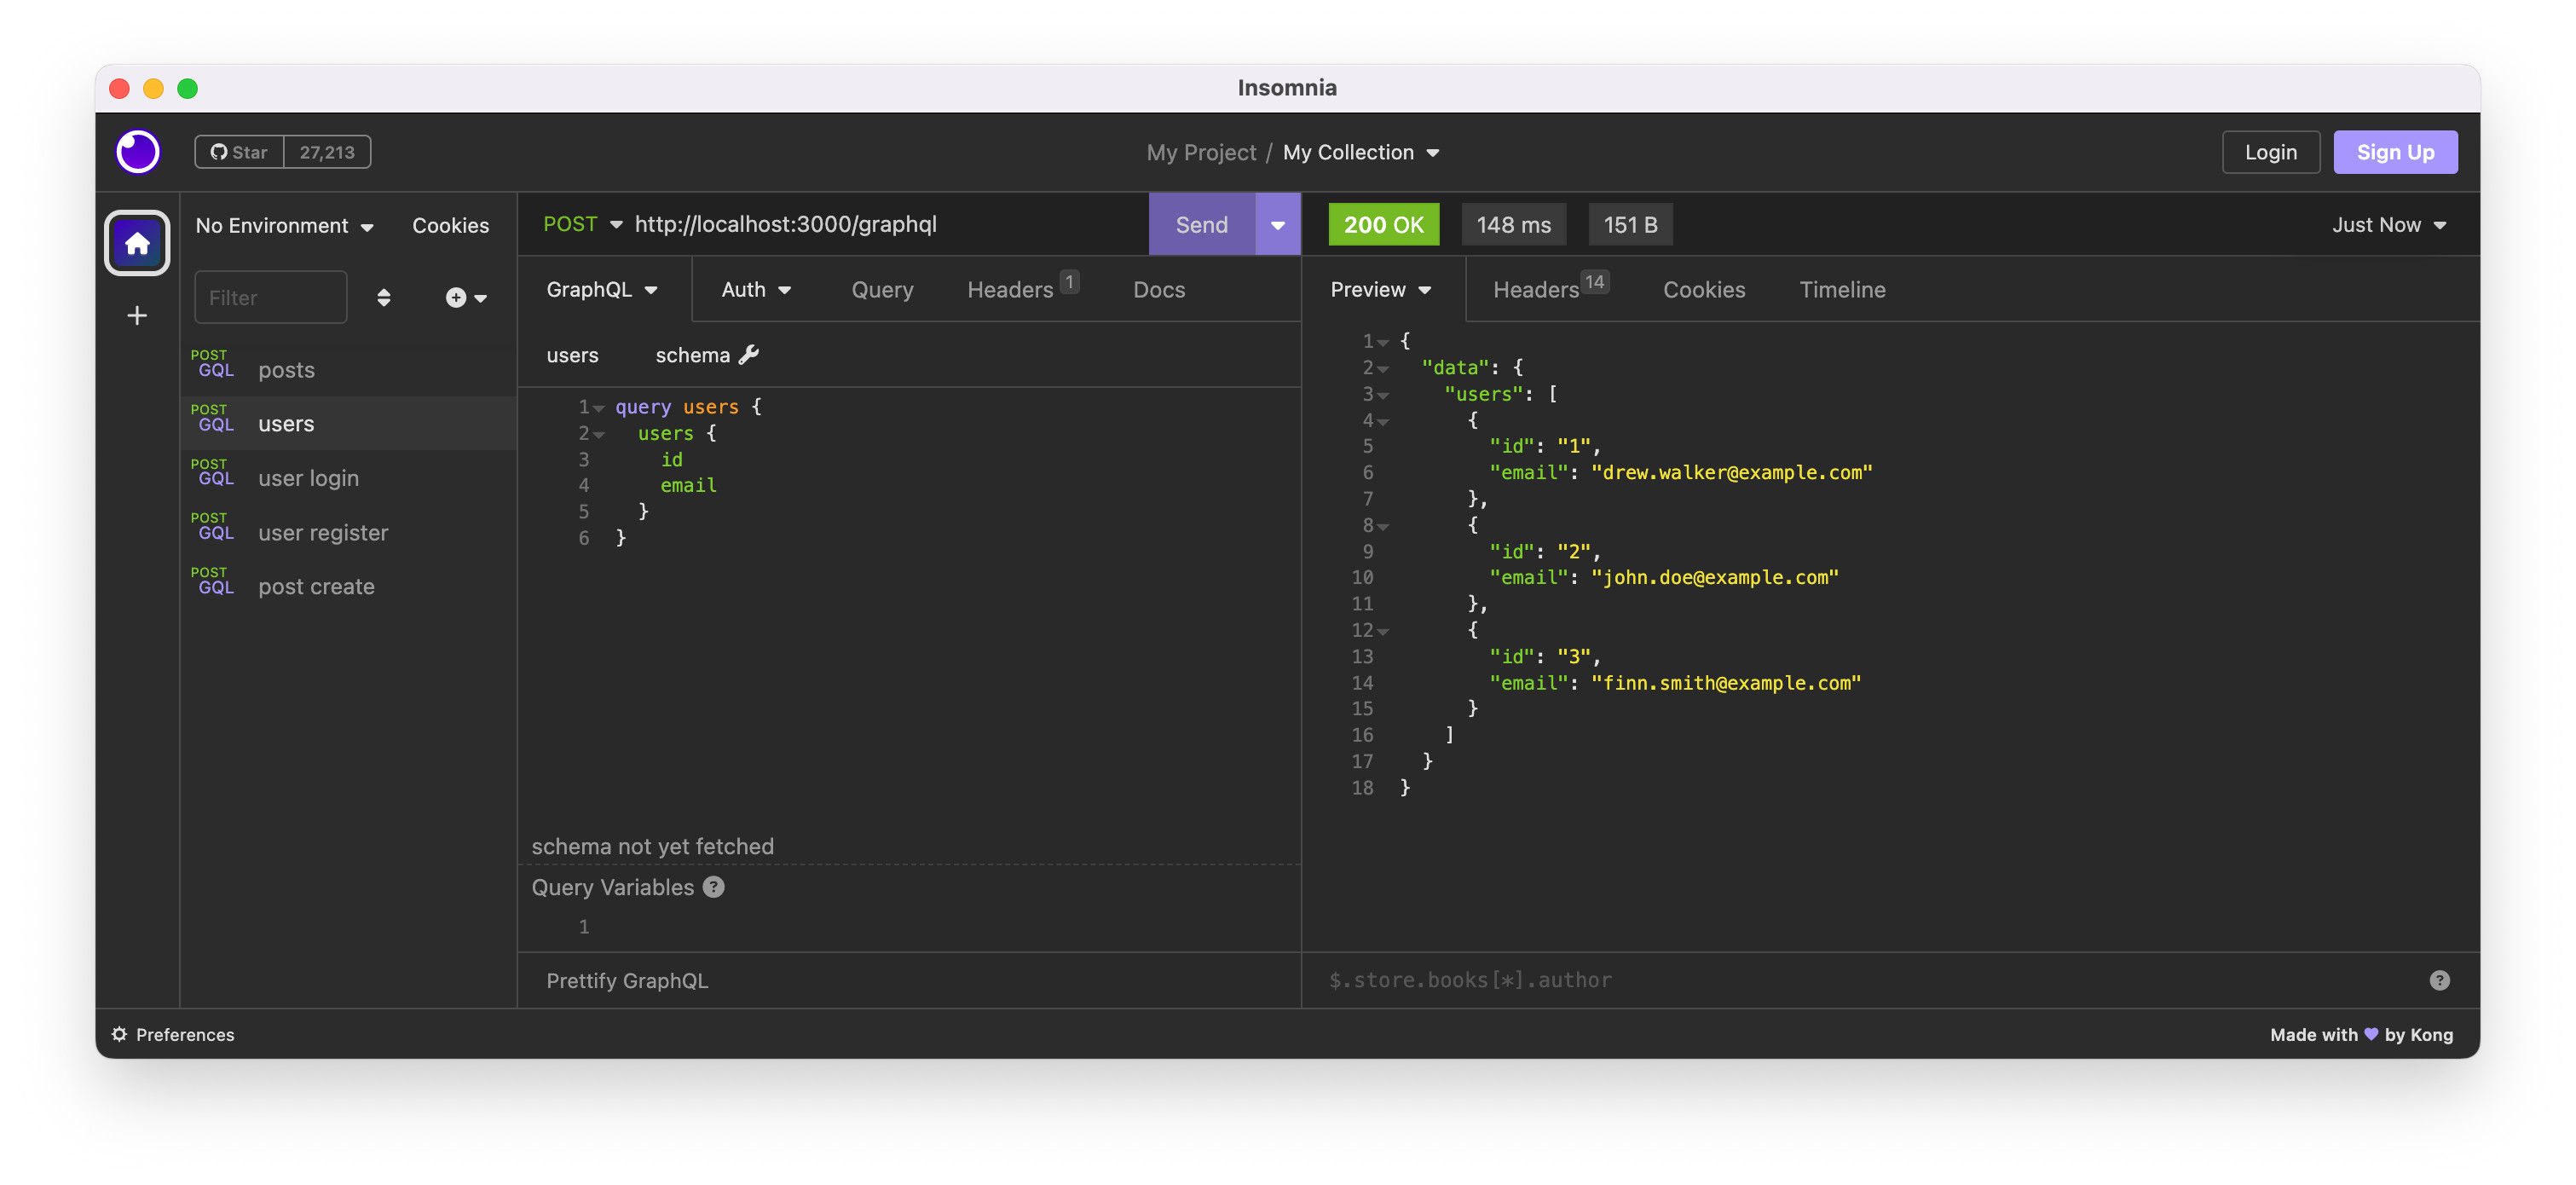 Insomnia
Star 27,213
My Project / My Collection
Login
Sign Up
No Environment
Cookies
Filter
POST GQL posts
POST GQL users
POST GQL user login
POST GQL user register
POST GQL post create
POST http://localhost:3000/graphql
Send
GraphQL
Auth
Query
Headers 1
Docs
users
schema
1 query users {
2 users {
3 id
4 email
5 }
6 }
schema not yet fetched
Query Variables ?
1
Prettify GraphQL
200 OK
148 ms
151 B
Just Now
Preview
Headers 14
Cookies
Timeline
1 {
2 "data": {
3 "users": [
4 {
5 "id": "1",
6 "email": "drew.walker@example.com"
7 },
8 {
9 "id": "2",
10 "email": "john.doe@example.com"
11 },
12 {
13 "id": "3",
14 "email": "finn.smith@example.com"
15 }
16 ]
17 }
18 }
$.store.books[*].author
?
Preferences
Made with 💜 by Kong